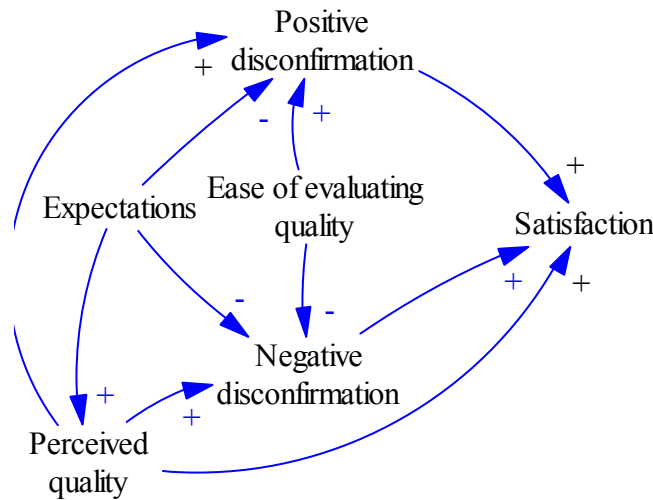 Positive
disconfirmation
+
-
+
Ease of evaluating
quality
Expectations
+
Satisfaction
-
-
+
+
Negative
disconfirmation
+
+
Perceived
quality